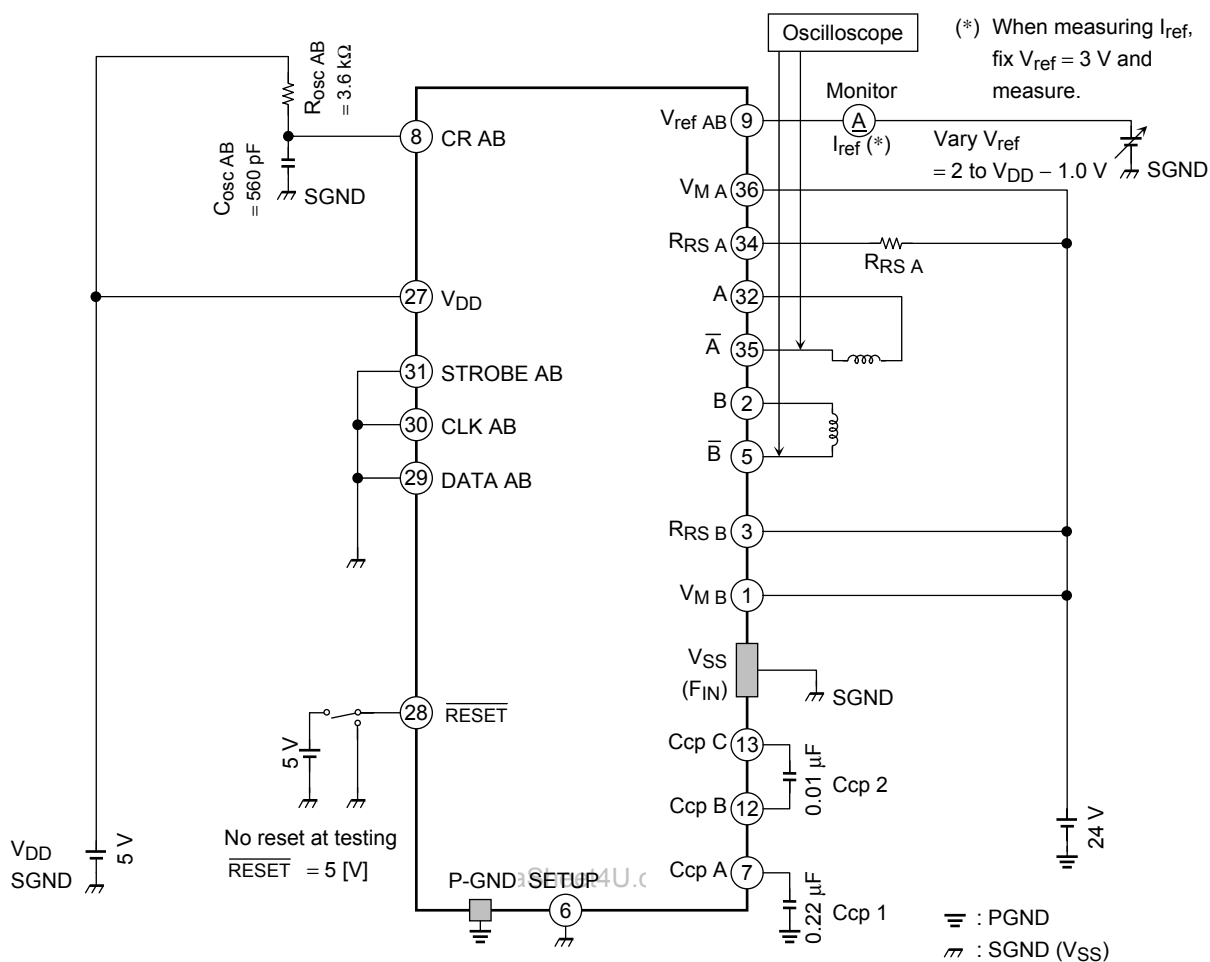 Oscilloscope
(*) When measuring Iref,
fix Vref = 3 V and
measure.
Rosc AB
= 3.6 kΩ
Cosc AB
= 560 pF
SGND
8 CR AB
27 VDD
31 STROBE AB
30 CLK AB
29 DATA AB
28 RESET
5 V
No reset at testing
RESET = 5 [V]
VDD
SGND
5 V
P-GND SETUP
6
Vref AB 9
Monitor
A
Iref (*)
Vary Vref
= 2 to VDD − 1.0 V
SGND
VM A 36
RRS A 34
RRS A
A 32
A 35
B 2
B 5
RRS B 3
VM B 1
VSS
(FIN)
SGND
Ccp C 13
0.01 μF
Ccp 2
Ccp B 12
Ccp A 7
0.22 μF
Ccp 1
24 V
: PGND
: SGND (VSS)